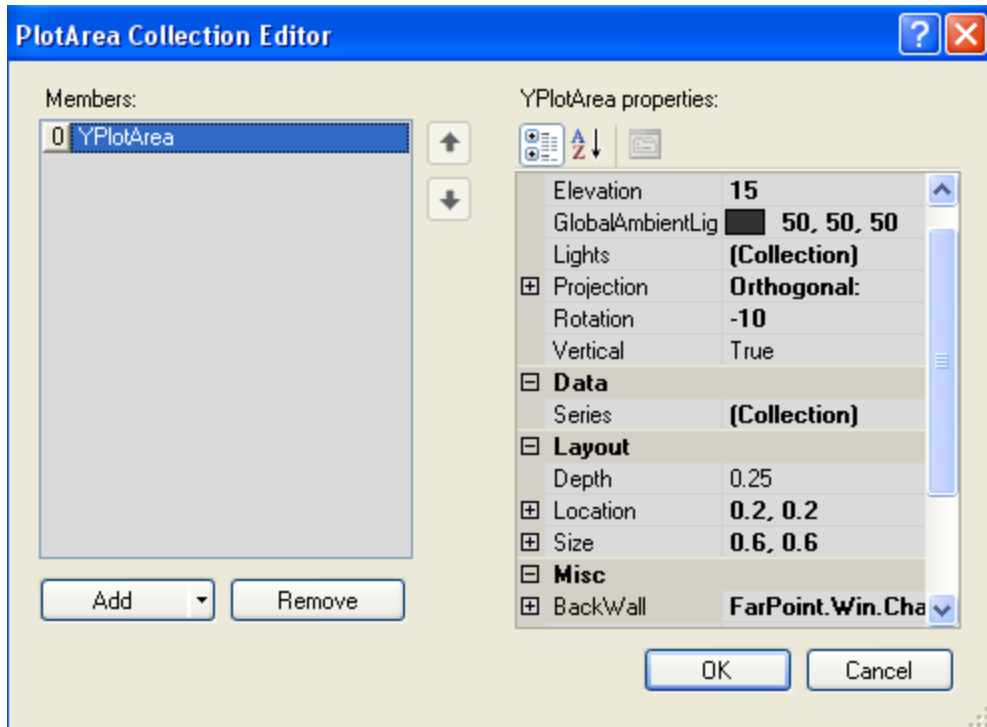 PlotArea Collection Editor
Members:
0 YPlotArea
Add
Remove
YPlotArea properties:
Elevation 15
GlobalAmbientLig 50, 50, 50
Lights (Collection)
Projection Orthogonal:
Rotation -10
Vertical True
Data
Series (Collection)
Layout
Depth 0.25
Location 0.2, 0.2
Size 0.6, 0.6
Misc
BackWall FarPoint.Win.Cha
OK
Cancel